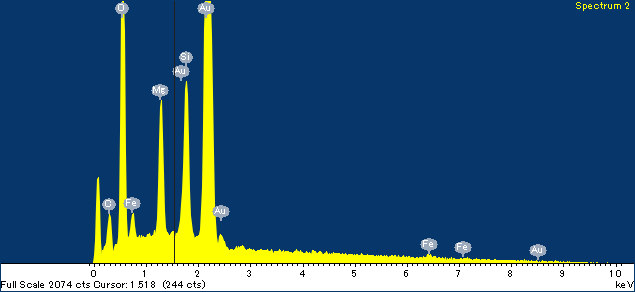 Spectrum 2
O Au
Si
Au
Mg
O Fe
Au
Fe Fe Au
0 1 2 3 4 5 6 7 8 9 10
Full Scale 2074 cts Cursor: 1.518 (244 cts) keV